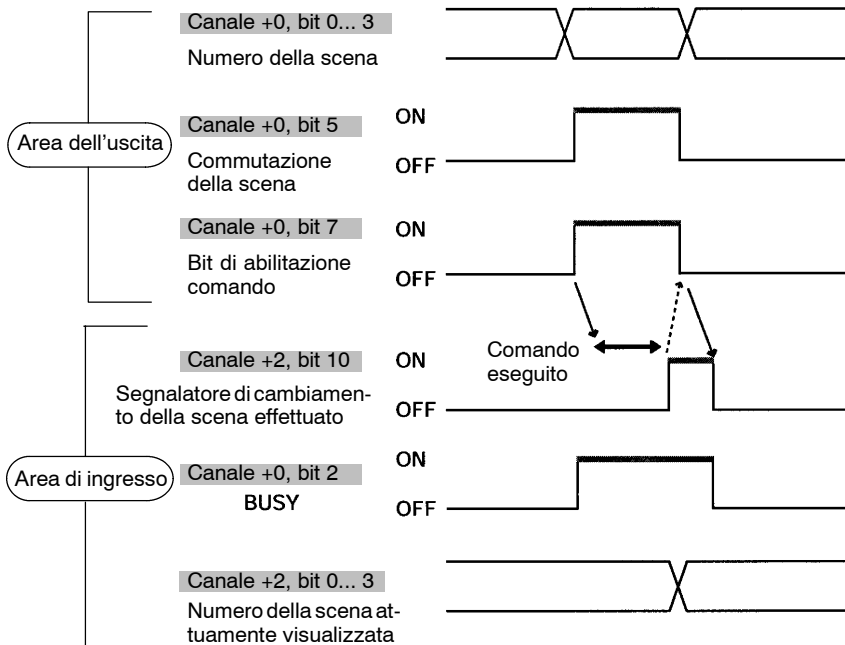 Canale +0, bit 0... 3
Numero della scena
Area dell'uscita
Canale +0, bit 5
ON
Commutazione
della scena
OFF
Canale +0, bit 7
ON
Bit di abilitazione
comando
OFF
Canale +2, bit 10
ON
Comando
eseguito
Segnalatore di cambiamen-
to della scena effettuato
OFF
Area di ingresso
Canale +0, bit 2
ON
BUSY
OFF
Canale +2, bit 0... 3
Numero della scena at-
tuamente visualizzata